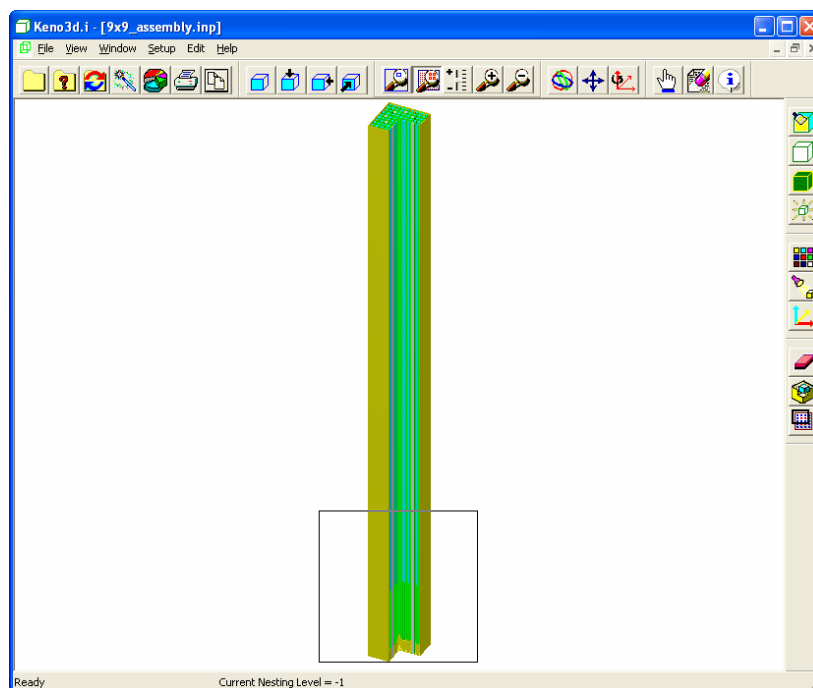 Keno3d.i - [9x9_assembly.inp]
File View Window Setup Edit Help
Ready Current Nesting Level = -1